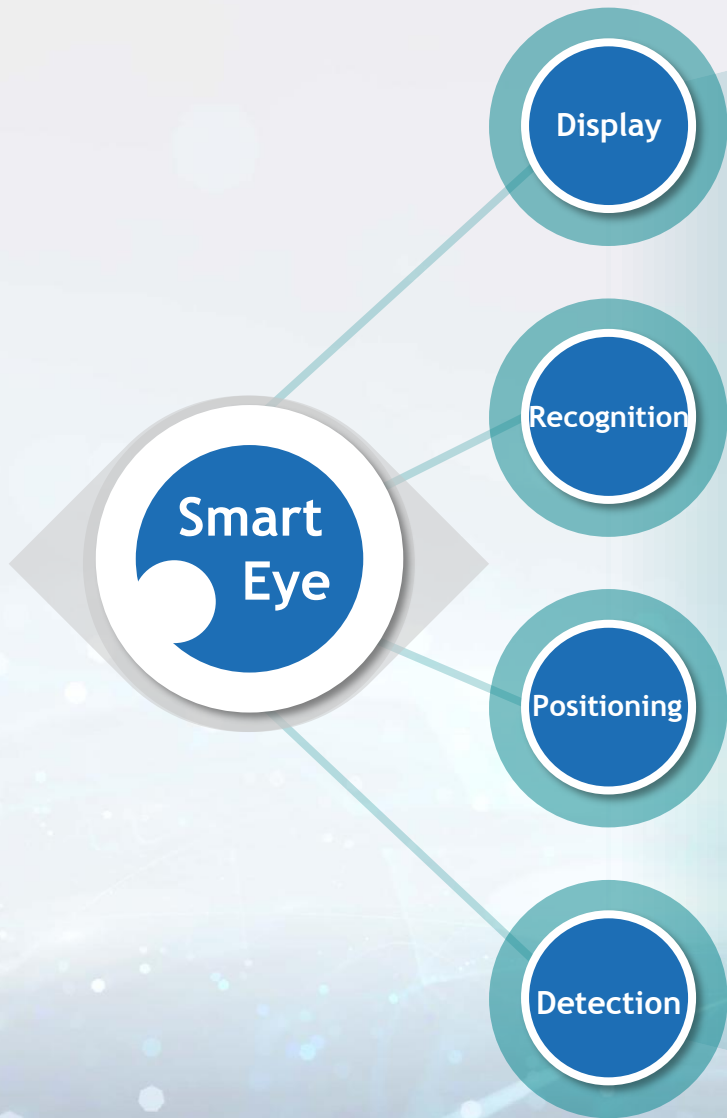 Display
Recognition
Smart
Eye
Positioning
Detection